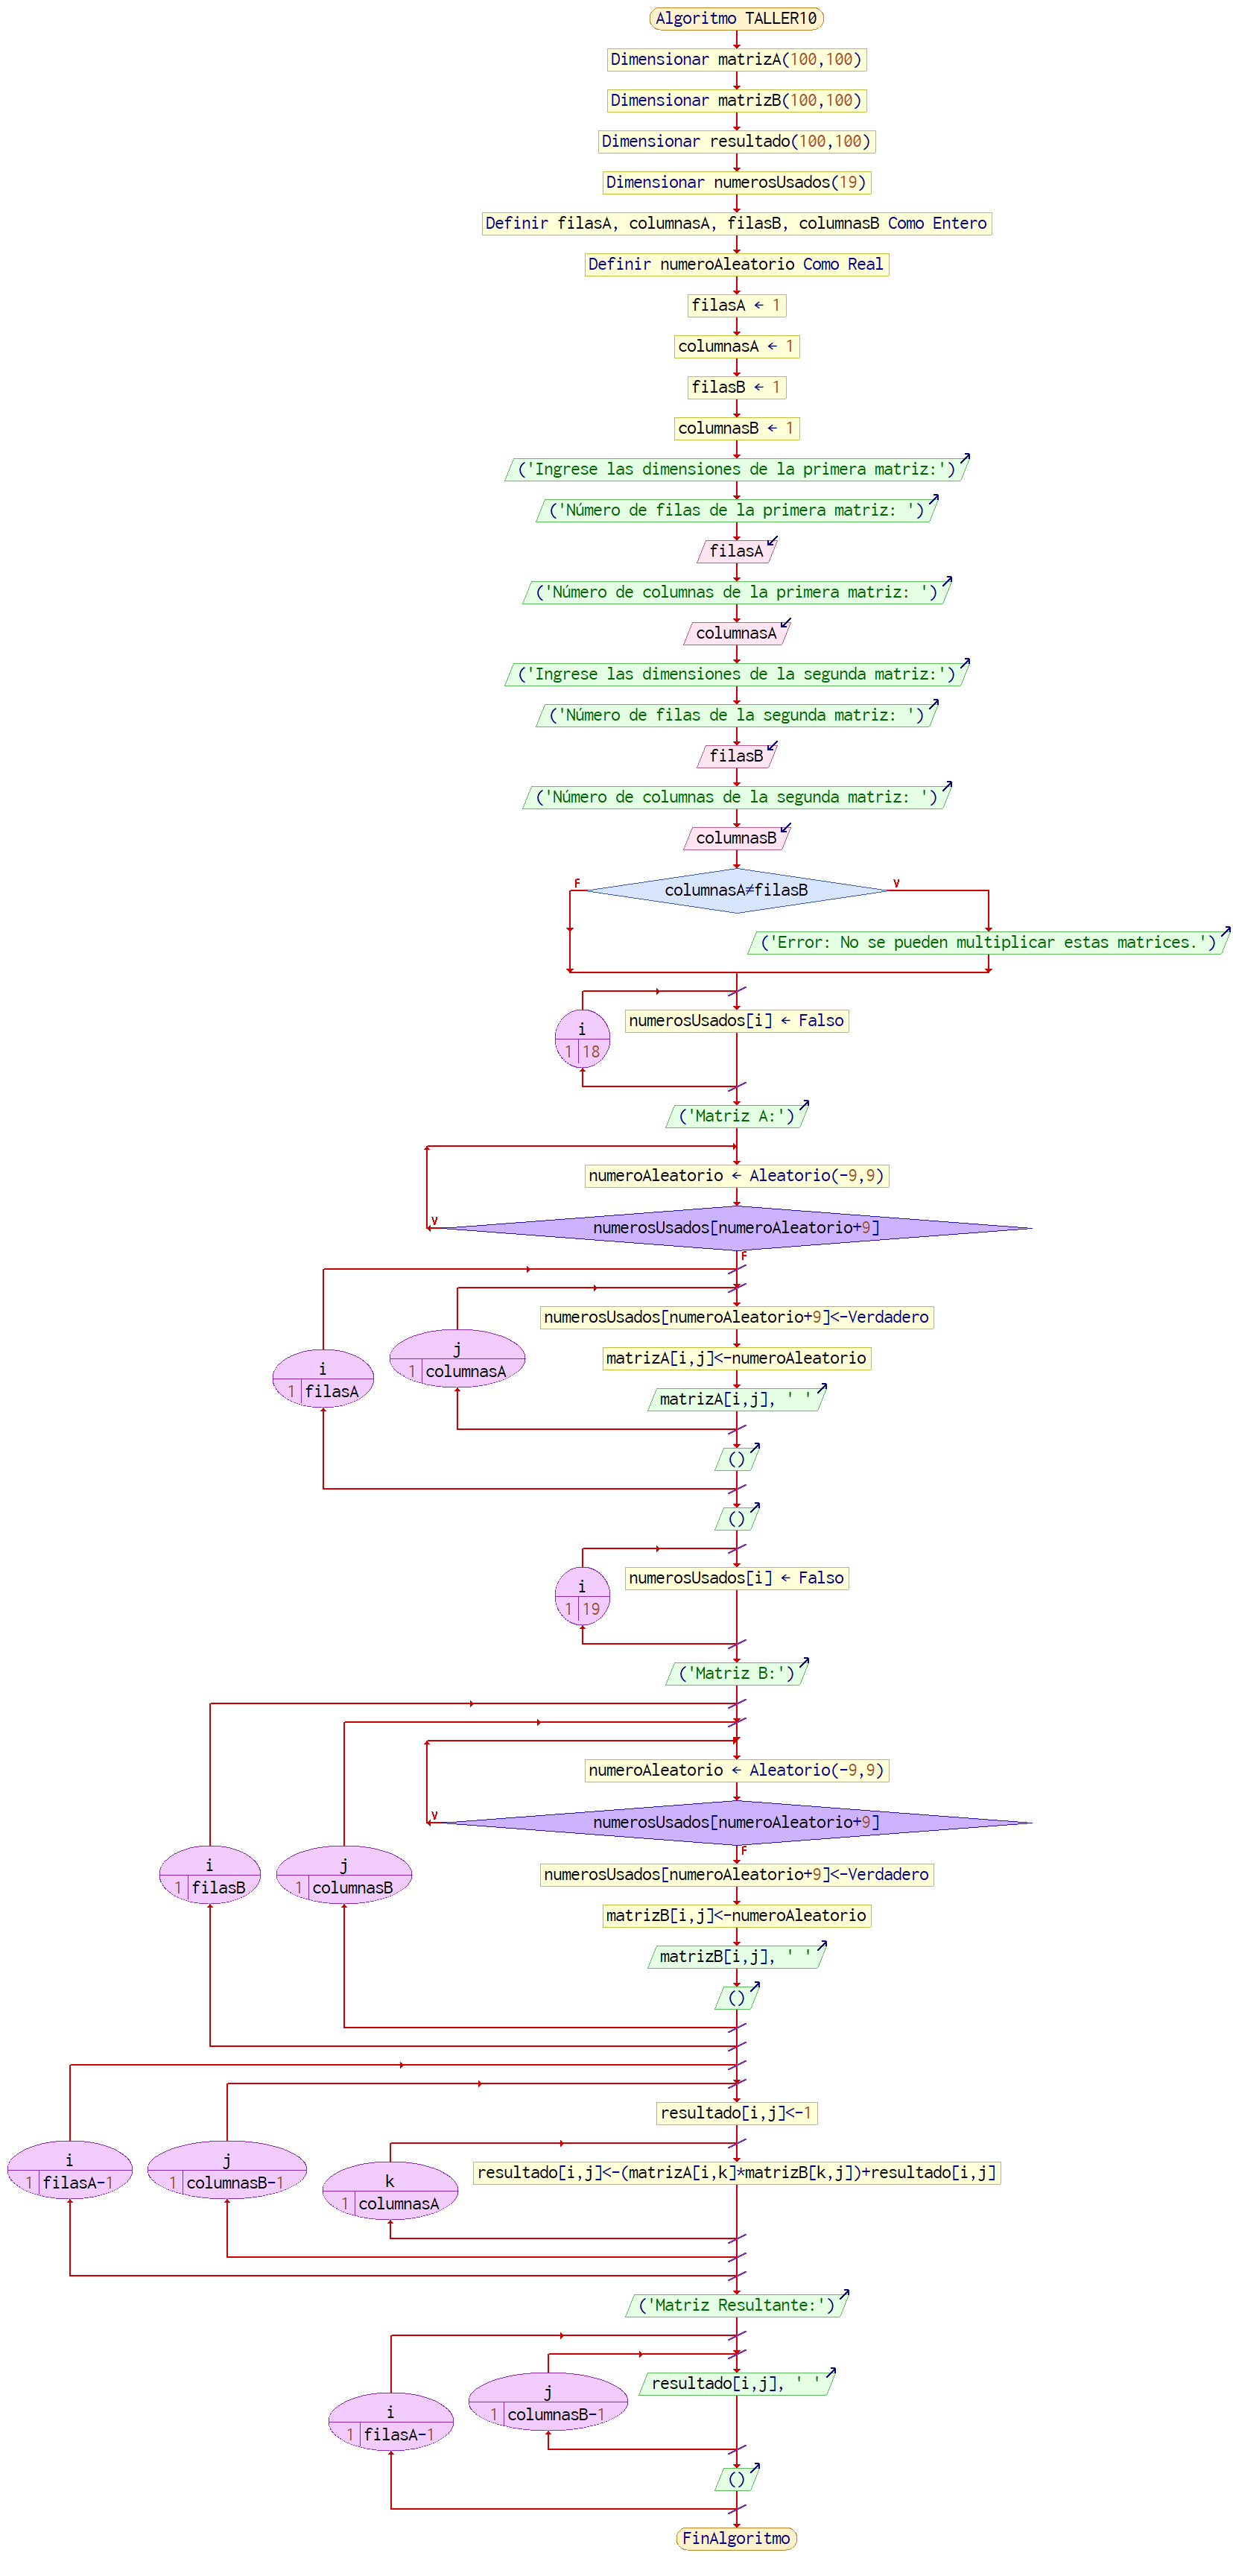 Algoritmo TALLER10
Dimensionar matrizA(100,100)
Dimensionar matrizB(100,100)
Dimensionar resultado(100,100)
Dimensionar numerosUsados(19)
Definir filasA, columnasA, filasB, columnasB Como Entero
Definir numeroAleatorio Como Real
filasA ← 1
columnasA ← 1
filasB ← 1
columnasB ← 1
('Ingrese las dimensiones de la primera matriz:')
('Número de filas de la primera matriz: ')
filasA
('Número de columnas de la primera matriz: ')
columnasA
('Ingrese las dimensiones de la segunda matriz:')
('Número de filas de la segunda matriz: ')
filasB
('Número de columnas de la segunda matriz: ')
columnasB
F
V
columnasA≠filasB
('Error: No se pueden multiplicar estas matrices.')
numerosUsados[i] ← Falso
i
1 18
('Matriz A:')
numeroAleatorio ← Aleatorio(-9,9)
V
numerosUsados[numeroAleatorio+9]
F
numerosUsados[numeroAleatorio+9]<-Verdadero
j
1 columnasA
matrizA[i,j]<-numeroAleatorio
i
1 filasA
matrizA[i,j], ' '
()
()
numerosUsados[i] ← Falso
i
1 19
('Matriz B:')
numeroAleatorio ← Aleatorio(-9,9)
V
numerosUsados[numeroAleatorio+9]
F
i
1 filasB
j
1 columnasB
numerosUsados[numeroAleatorio+9]<-Verdadero
matrizB[i,j]<-numeroAleatorio
matrizB[i,j], ' '
()
resultado[i,j]<-1
i
1 filasA-1
j
1 columnasB-1
k
1 columnasA
resultado[i,j]<-(matrizA[i,k]*matrizB[k,j])+resultado[i,j]
('Matriz Resultante:')
resultado[i,j], ' '
j
1 columnasB-1
i
1 filasA-1
()
FinAlgoritmo